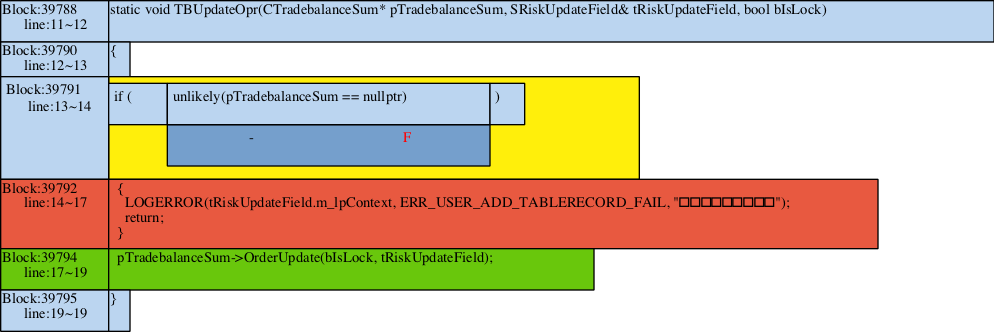 Block:39788 static void TBUpdateOpr(CTradebalanceSum* pTradebalanceSum, SRiskUpdateField& tRiskUpdateField, bool bIsLock)
line:11~12
Block:39790 {
line:12~13
Block:39791
if ( unlikely(pTradebalanceSum == nullptr) )
line:13~14
- F
Block:39792 {
line:14~17 LOGERROR(tRiskUpdateField.m_lpContext, ERR_USER_ADD_TABLERECORD_FAIL, "□□□□□□□□□");
return;
}
Block:39794 pTradebalanceSum->OrderUpdate(bIsLock, tRiskUpdateField);
line:17~19
Block:39795 }
line:19~19